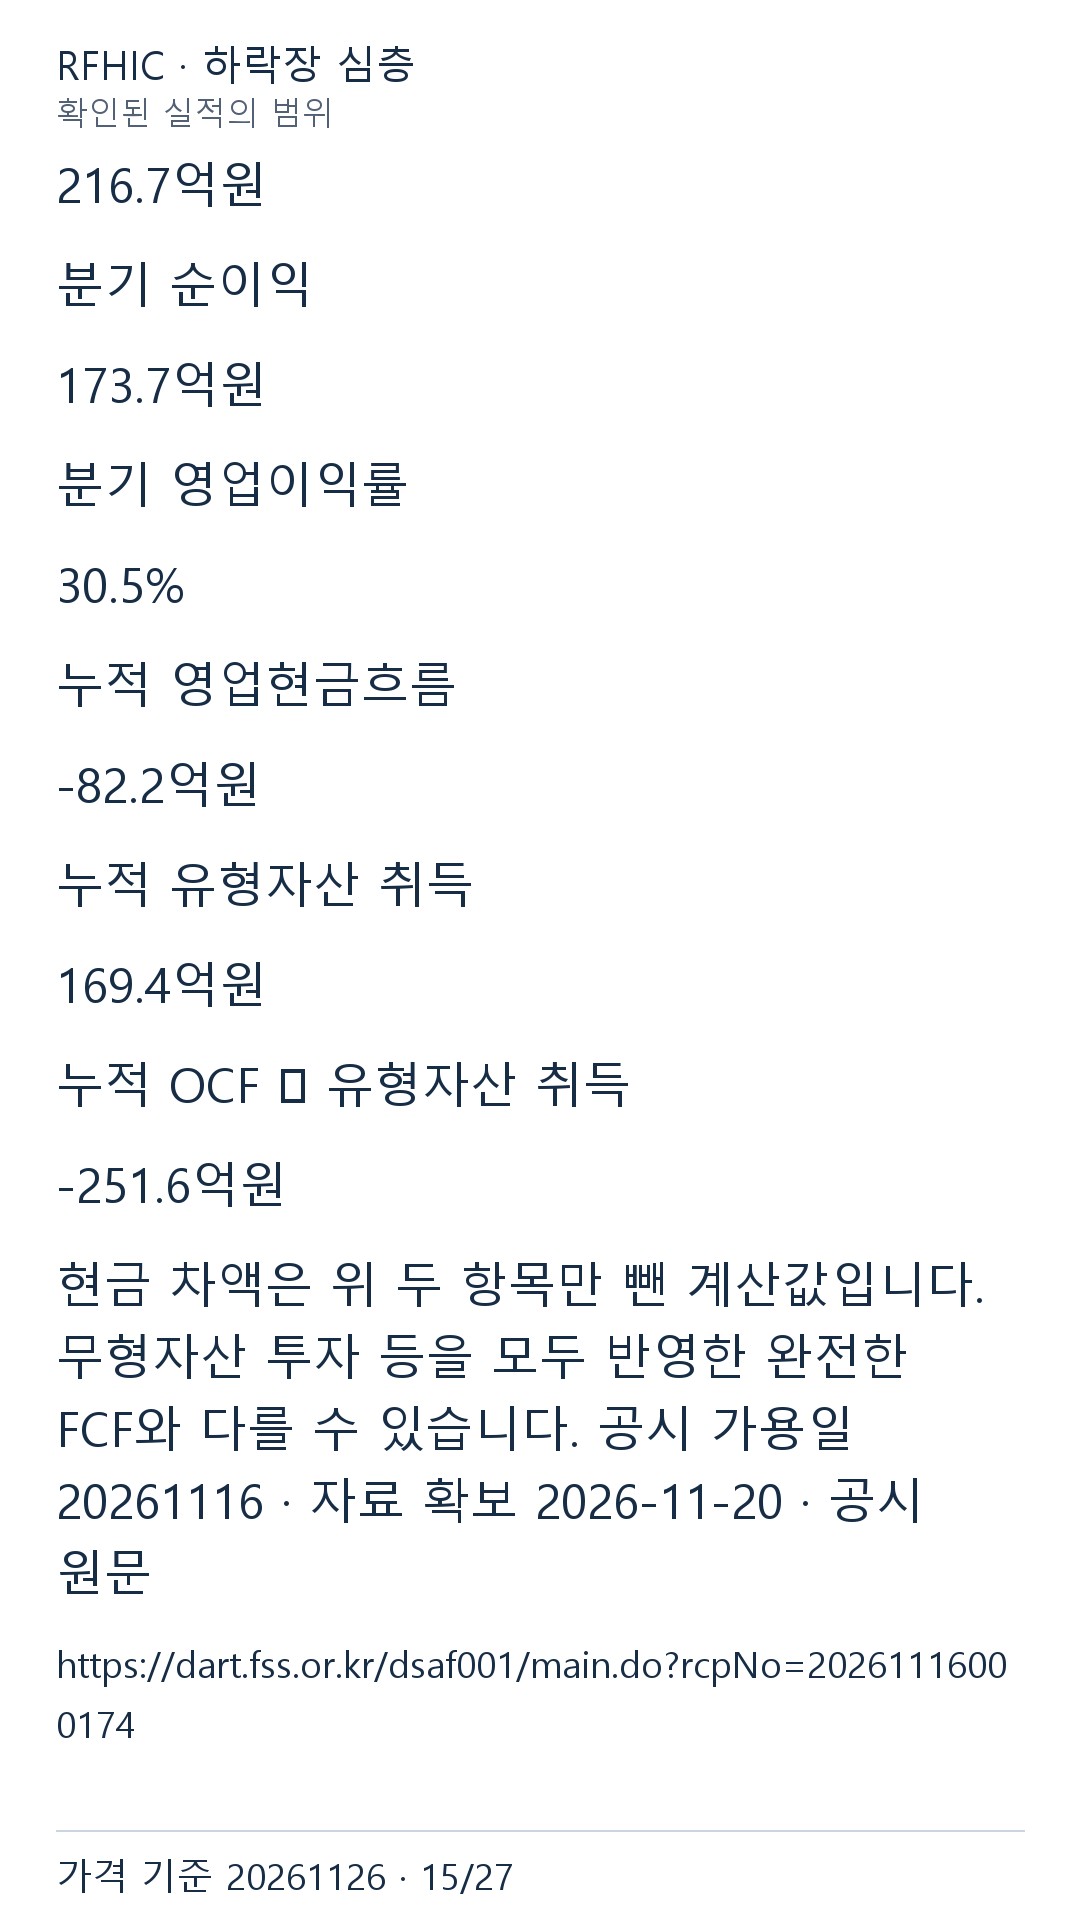 RFHIC · 하락장 심층
확인된 실적의 범위
216.7억원
분기 순이익
173.7억원
분기 영업이익률
30.5%
누적 영업현금흐름
-82.2억원
누적 유형자산 취득
169.4억원
누적 OCF ▯ 유형자산 취득
-251.6억원
현금 차액은 위 두 항목만 뺀 계산값입니다.
무형자산 투자 등을 모두 반영한 완전한
FCF와 다를 수 있습니다. 공시 가용일
20261116 · 자료 확보 2026-11-20 · 공시
원문
https://dart.fss.or.kr/dsaf001/main.do?rcpNo=2026111600
0174
가격 기준 20261126 · 15/27